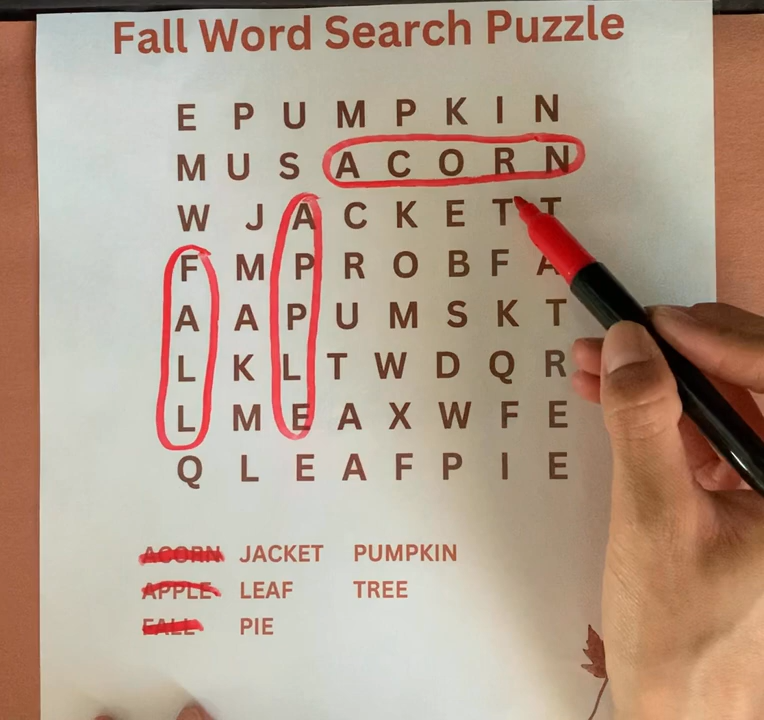 Fall Word Search Puzzle
E P U M P K I N
M U S A C O R N
W J A C K E T T
F M P R O B F A
A A P U M S K T
L K L T W D Q R
L M E A X W F E
Q L E A F P I E
ACORN JACKET PUMPKIN
APPLE LEAF TREE
FALL PIE